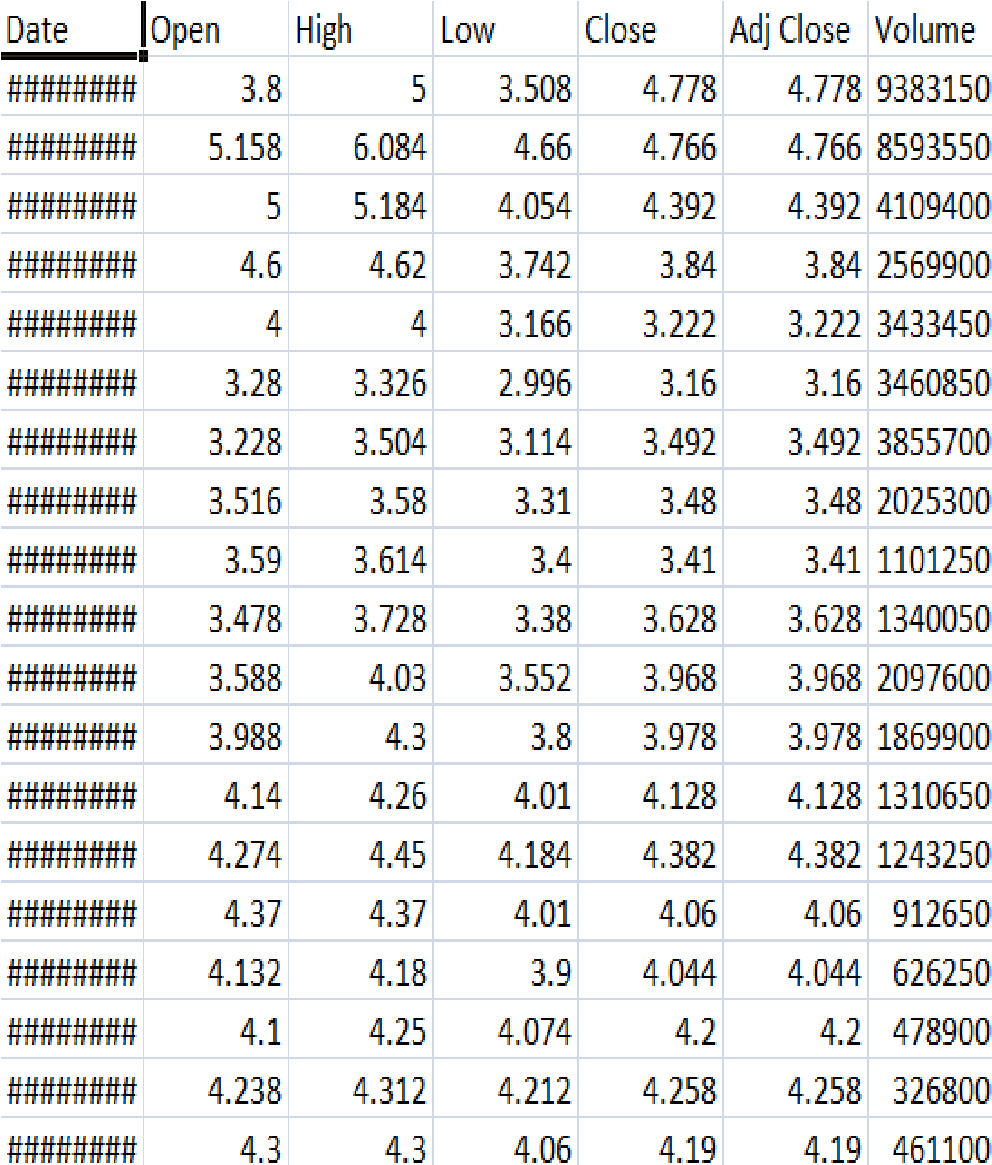 Date Open High Low Close Adj Close Volume
######## 3.8 5 3.508 4.778 4.778 9383150
######## 5.158 6.084 4.66 4.766 4.766 8593550
######## 5 5.184 4.054 4.392 4.392 4109400
######## 4.6 4.62 3.742 3.84 3.84 2569900
######## 4 4 3.166 3.222 3.222 3433450
######## 3.28 3.326 2.996 3.16 3.16 3460850
######## 3.228 3.504 3.114 3.492 3.492 3855700
######## 3.516 3.58 3.31 3.48 3.48 2025300
######## 3.59 3.614 3.4 3.41 3.41 1101250
######## 3.478 3.728 3.38 3.628 3.628 1340050
######## 3.588 4.03 3.552 3.968 3.968 2097600
######## 3.988 4.3 3.8 3.978 3.978 1869900
######## 4.14 4.26 4.01 4.128 4.128 1310650
######## 4.274 4.45 4.184 4.382 4.382 1243250
######## 4.37 4.37 4.01 4.06 4.06 912650
######## 4.132 4.18 3.9 4.044 4.044 626250
######## 4.1 4.25 4.074 4.2 4.2 478900
######## 4.238 4.312 4.212 4.258 4.258 326800
######## 4.3 4.3 4.06 4.19 4.19 461100